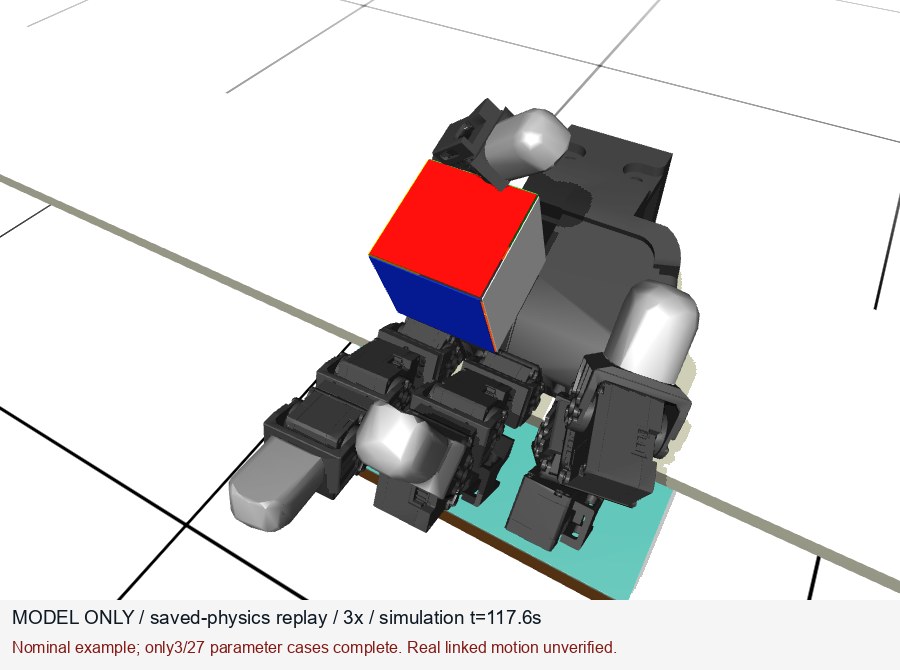 MODEL ONLY / saved-physics replay / 3x / simulation t=117.6s
Nominal example; only3/27 parameter cases complete. Real linked motion unverified.